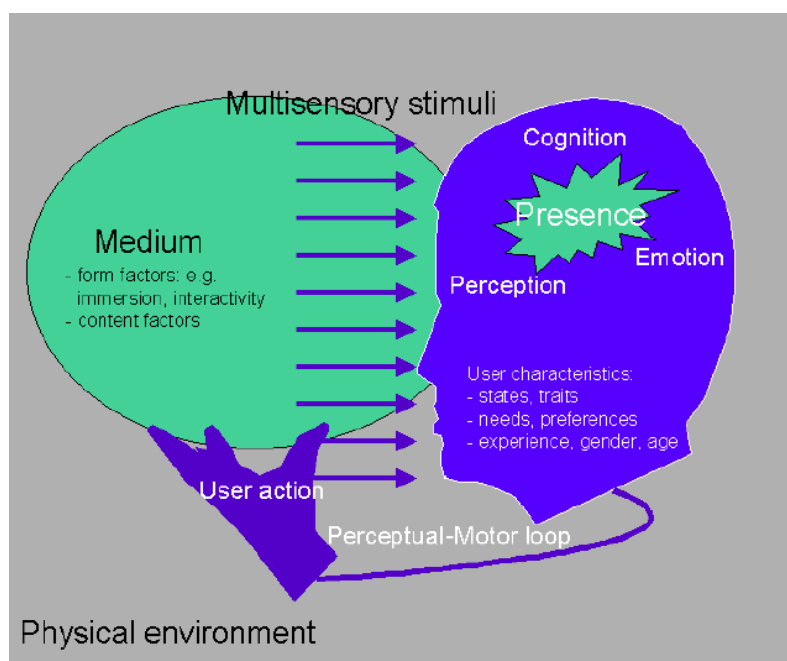 Multisensory stimuli
Cognition
Presence
Emotion
Perception
Medium
- form factors: e.g.
immersion, interactivity
- content factors
User characteristics:
- states, traits
- needs, preferences
- experience, gender, age
User action
Perceptual-Motor loop
Physical environment